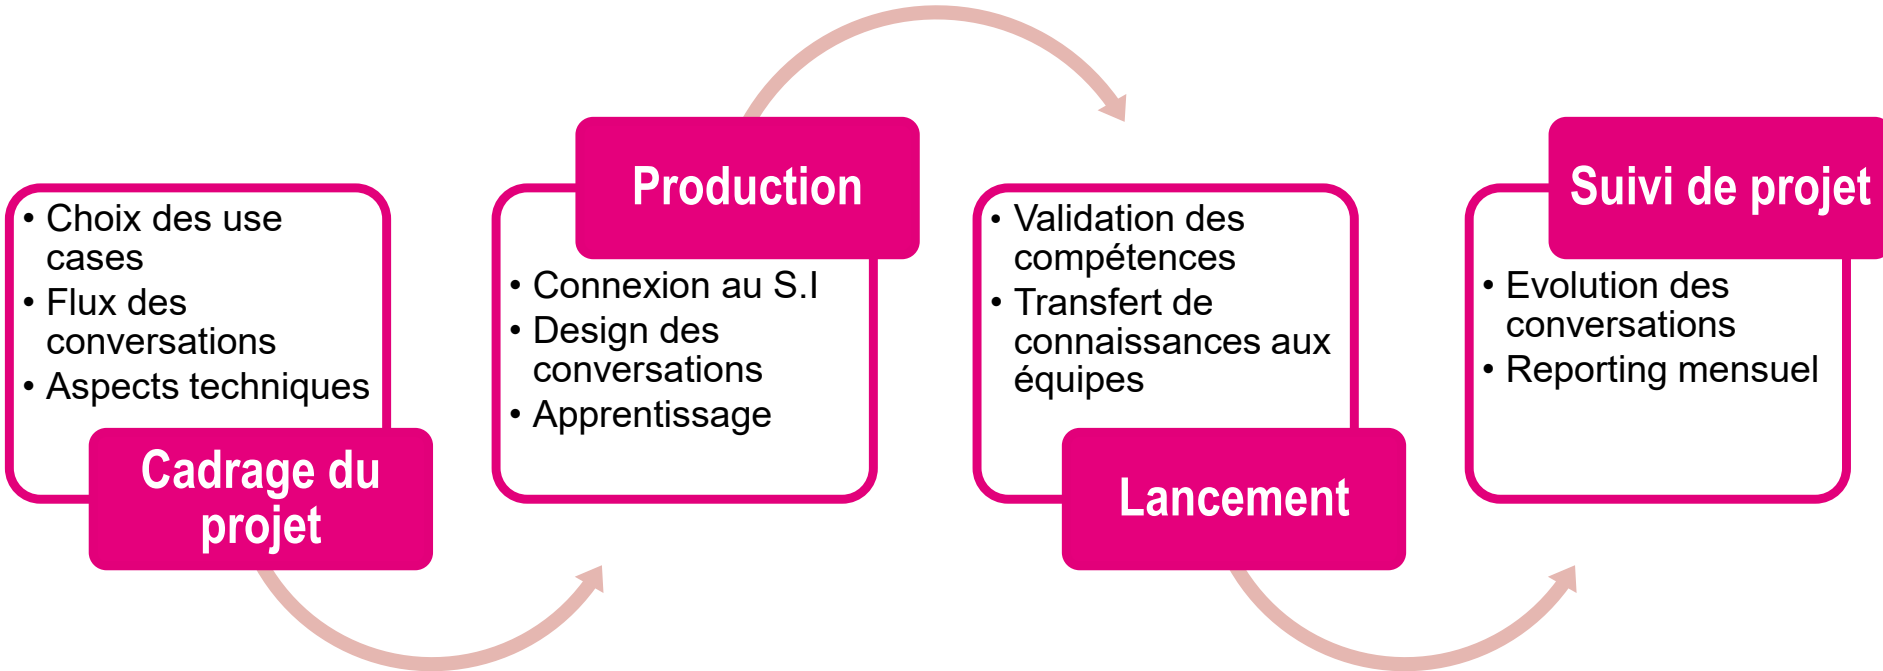 • Choix des use
cases
• Flux des
conversations
• Aspects techniques
Cadrage du
projet
Production
• Connexion au S.I
• Design des
conversations
• Apprentissage
• Validation des
compétences
• Transfert de
connaissances aux
équipes
Lancement
Suivi de projet
• Evolution des
conversations
• Reporting mensuel